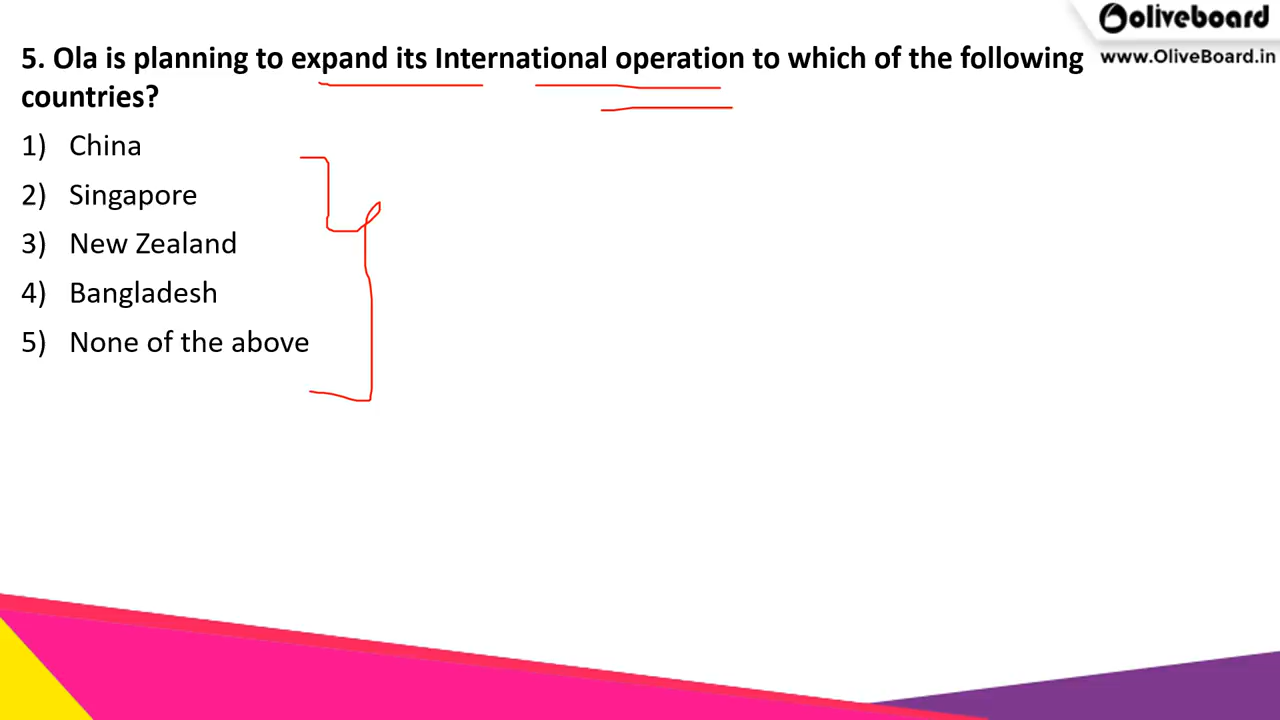 oliveboard
www.OliveBoard.in
5. Ola is planning to expand its International operation to which of the following
countries?
1) China
2) Singapore
3) New Zealand
4) Bangladesh
5) None of the above